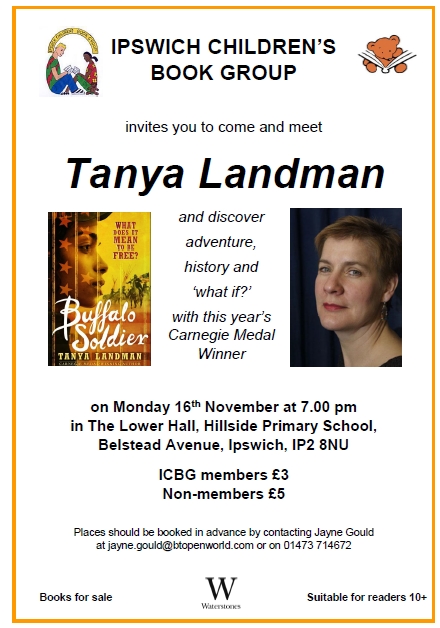 IPSWICH CHILDREN'S
BOOK GROUP
invites you to come and meet
Tanya Landman
and discover
adventure,
history and
‘what if?’
with this year’s
Carnegie Medal
Winner
WHAT
DOES IT
MEAN
TO BE
FREE?
Buffalo
Soldier
TANYA LANDMAN
on Monday 16th November at 7.00 pm
in The Lower Hall, Hillside Primary School,
Belstead Avenue, Ipswich, IP2 8NU
ICBG members £3
Non-members £5
Places should be booked in advance by contacting Jayne Gould
at jayne.gould@btopenworld.com or on 01473 714672
Books for sale
W
Waterstones
Suitable for readers 10+